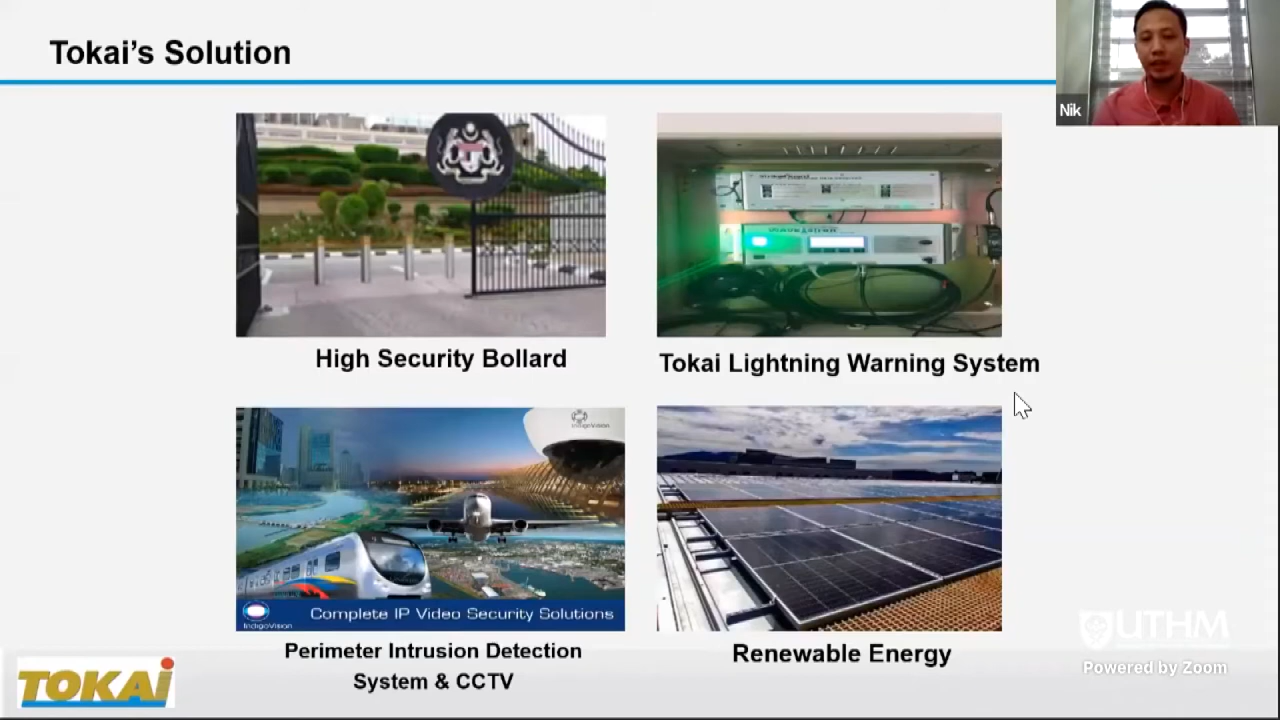 Tokai's Solution
Nik
High Security Bollard
Tokai Lightning Warning System
IndigoVision
Complete IP Video Security Solutions
IndigoVision
Perimeter Intrusion Detection
System & CCTV
Renewable Energy
TOKAi
UTHM
Powered by Zoom